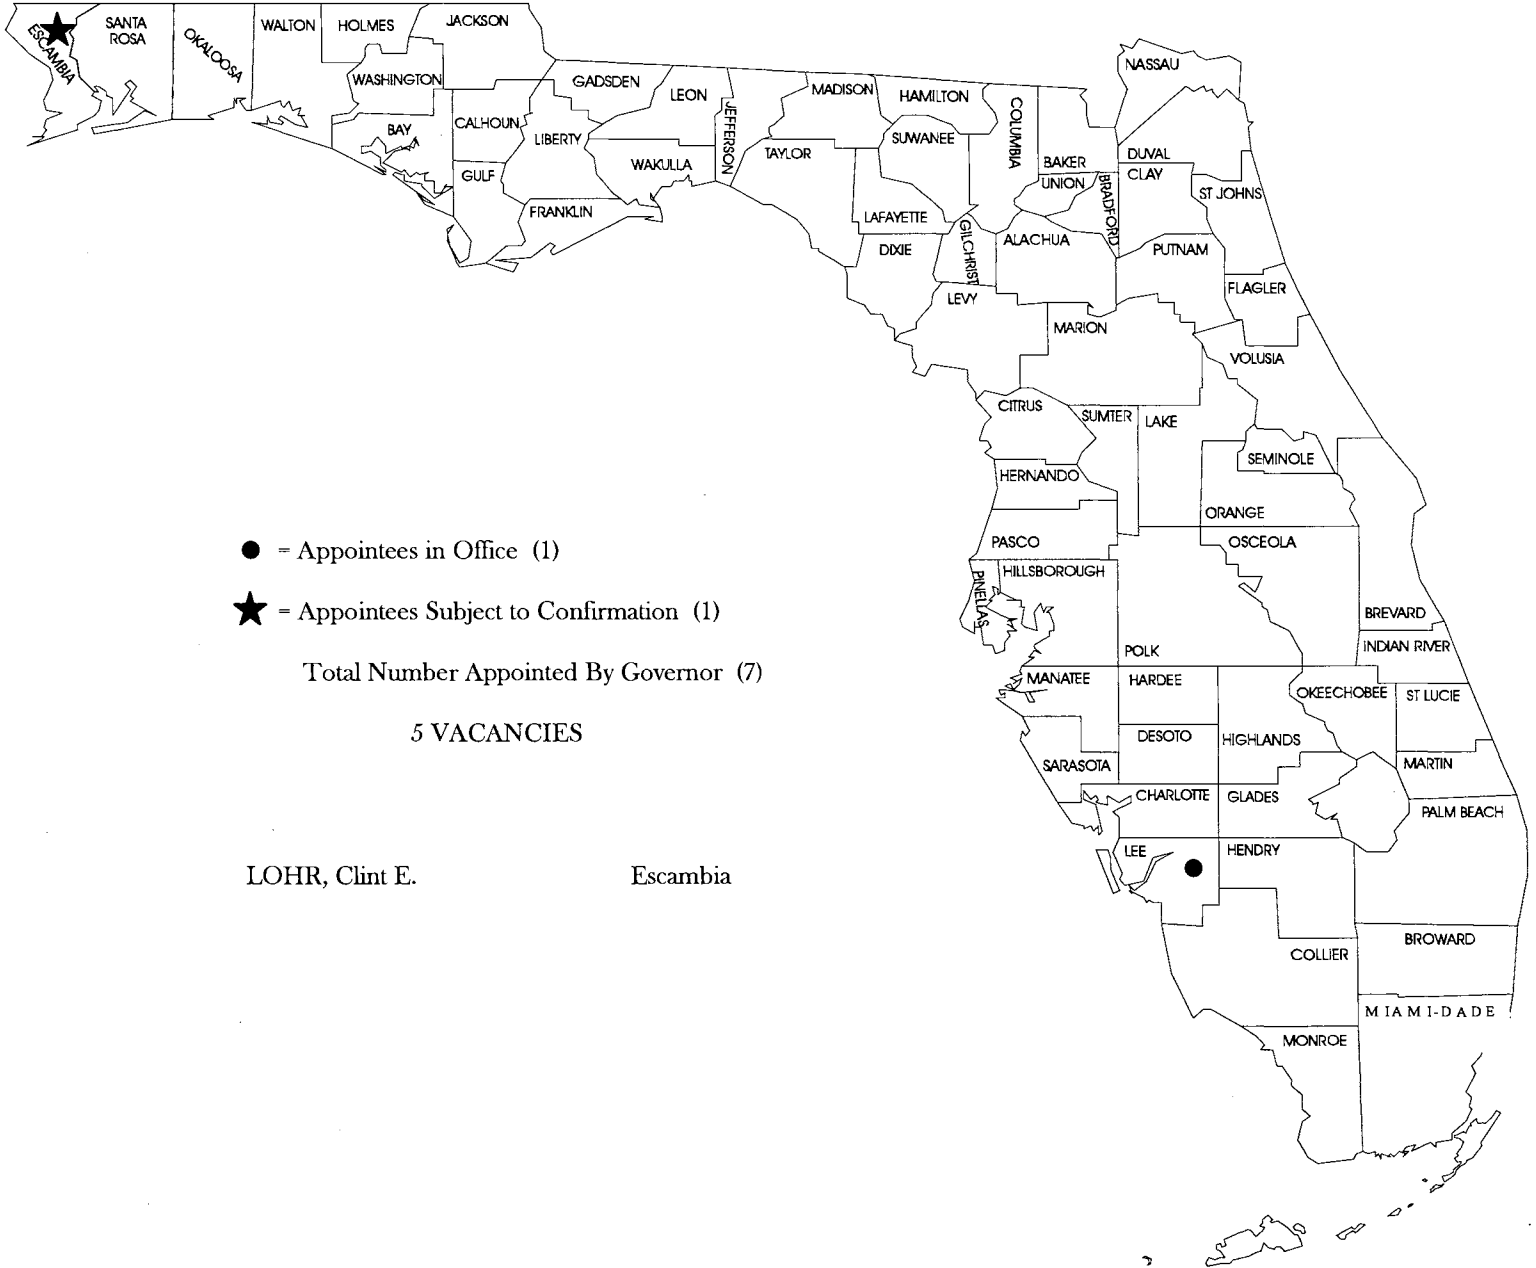 ESCAMBIA
SANTA
ROSA
OKALOOSA
WALTON
HOLMES
JACKSON
WASHINGTON
BAY
CALHOUN
GULF
LIBERTY
GADSDEN
FRANKLIN
LEON
WAKULLA
JEFFERSON
MADISON
TAYLOR
HAMILTON
SUWANEE
LAFAYETTE
DIXIE
COLUMBIA
GILCHRIST
BAKER
UNION
BRADFORD
ALACHUA
NASSAU
DUVAL
CLAY
ST JOHNS
PUTNAM
FLAGLER
LEVY
MARION
VOLUSIA
CITRUS
SUMTER
LAKE
SEMINOLE
HERNANDO
ORANGE
PASCO
OSCEOLA
PINELLAS
HILLSBOROUGH
POLK
BREVARD
INDIAN RIVER
MANATEE
HARDEE
OKEECHOBEE
ST LUCIE
DESOTO
HIGHLANDS
SARASOTA
MARTIN
CHARLOTTE
GLADES
PALM BEACH
LEE
HENDRY
BROWARD
COLLIER
MIAMI-DADE
MONROE
= Appointees in Office (1)
= Appointees Subject to Confirmation (1)
Total Number Appointed By Governor (7)
5 VACANCIES
LOHR, Clint E. Escambia